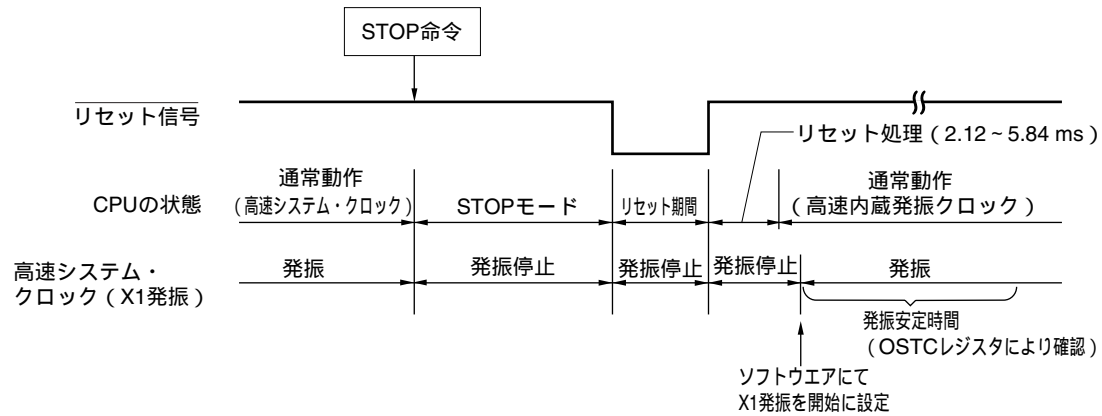 STOP命令
リセット信号
リセット処理（2.12～5.84 ms）
CPUの状態
通常動作
（高速システム・クロック）
STOPモード
リセット期間
通常動作
（高速内蔵発振クロック）
高速システム・
クロック（X1発振）
発振
発振停止
発振停止
発振停止
発振
発振安定時間
（OSTCレジスタにより確認）
ソフトウエアにて
X1発振を開始に設定